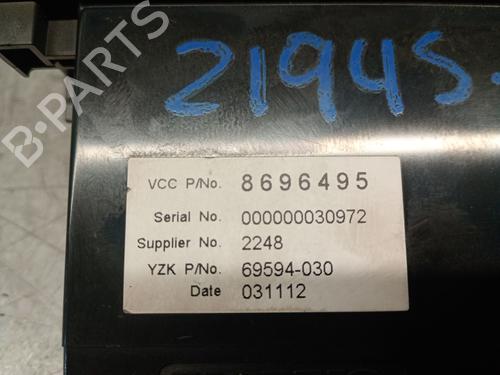 B-PARTS
21945-
VCC P/No. 8696495
Serial No. 000000030972
Supplier No. 2248
YZK P/No. 69594-030
Date 031112